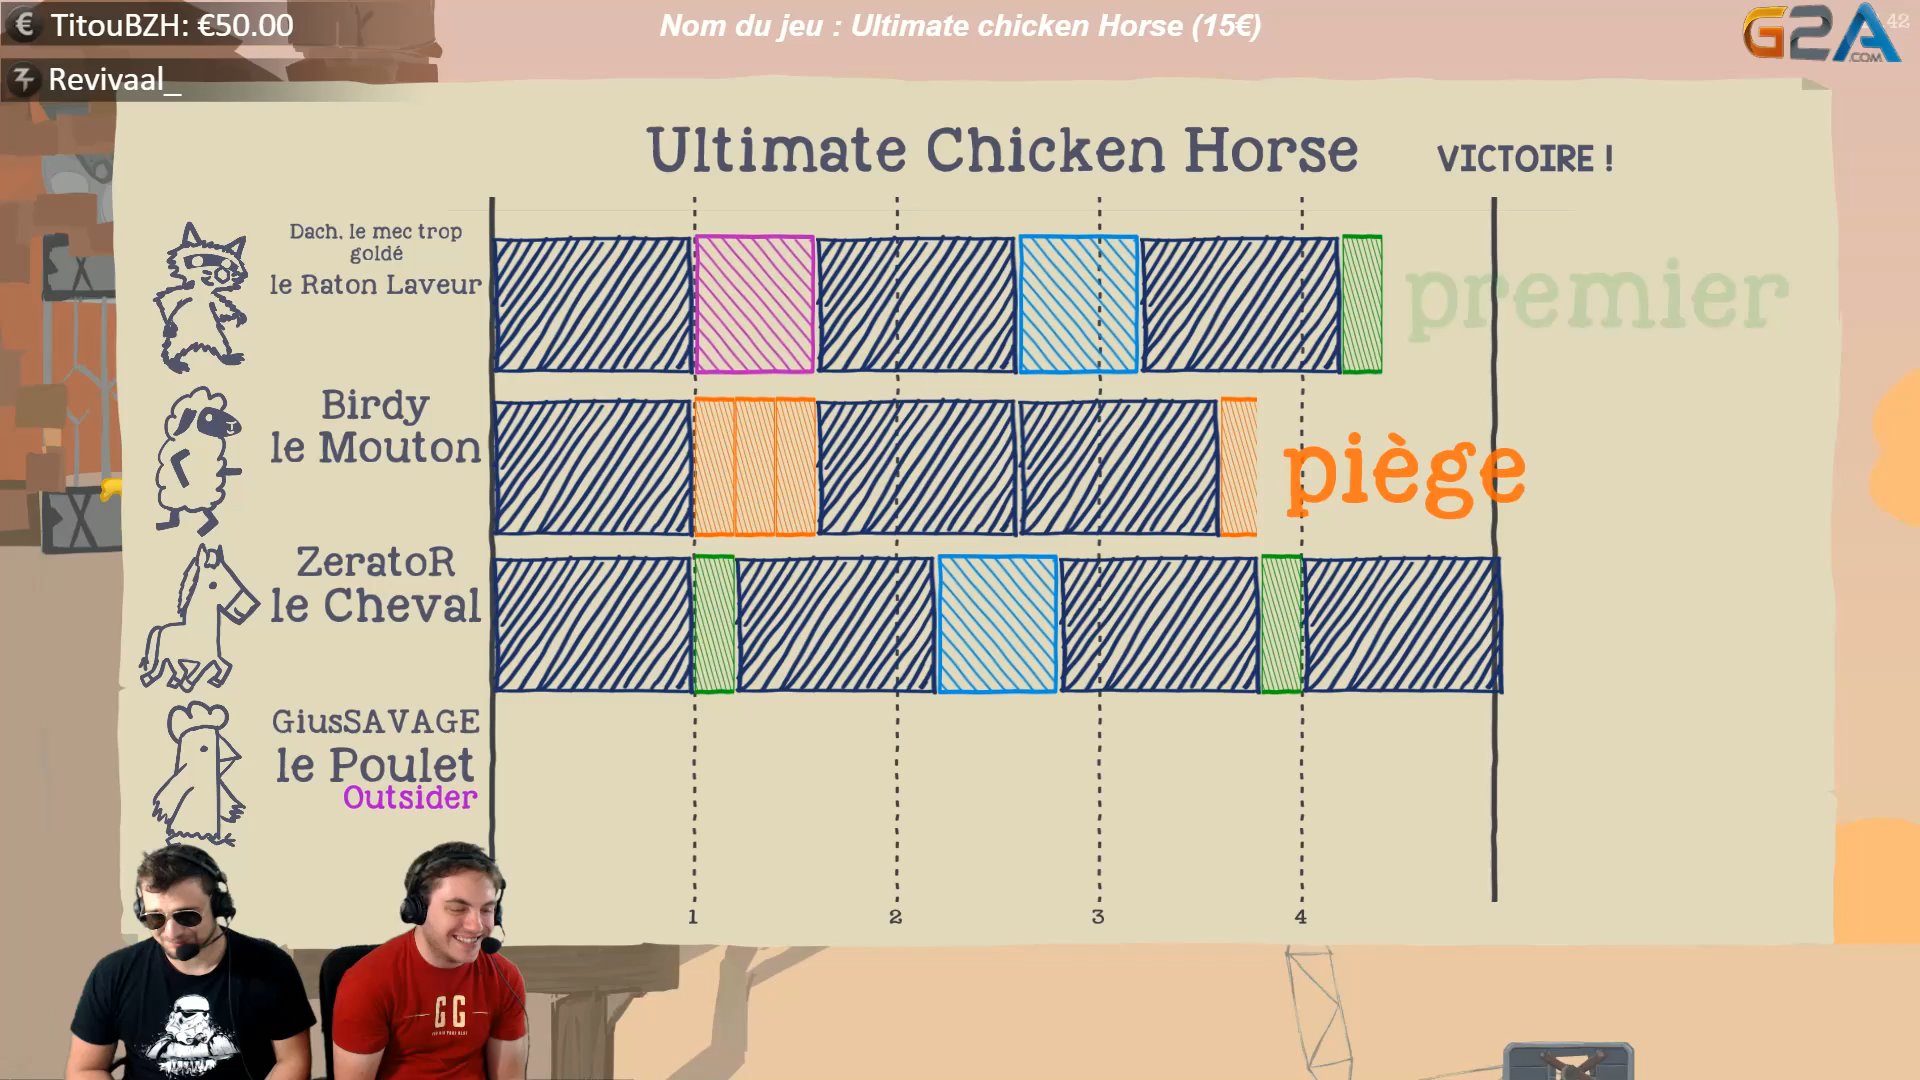 TitouBZH: €50.00
Nom du jeu : Ultimate chicken Horse (15€)
G2A
.COM
42
Revivaal_
Ultimate Chicken Horse
VICTOIRE !
Dach, le mec trop
goldé
le Raton Laveur
premier
Birdy
le Mouton
piège
ZeratoR
le Cheval
GiusSAVAGE
le Poulet
Outsider
1 2 3 4
GG